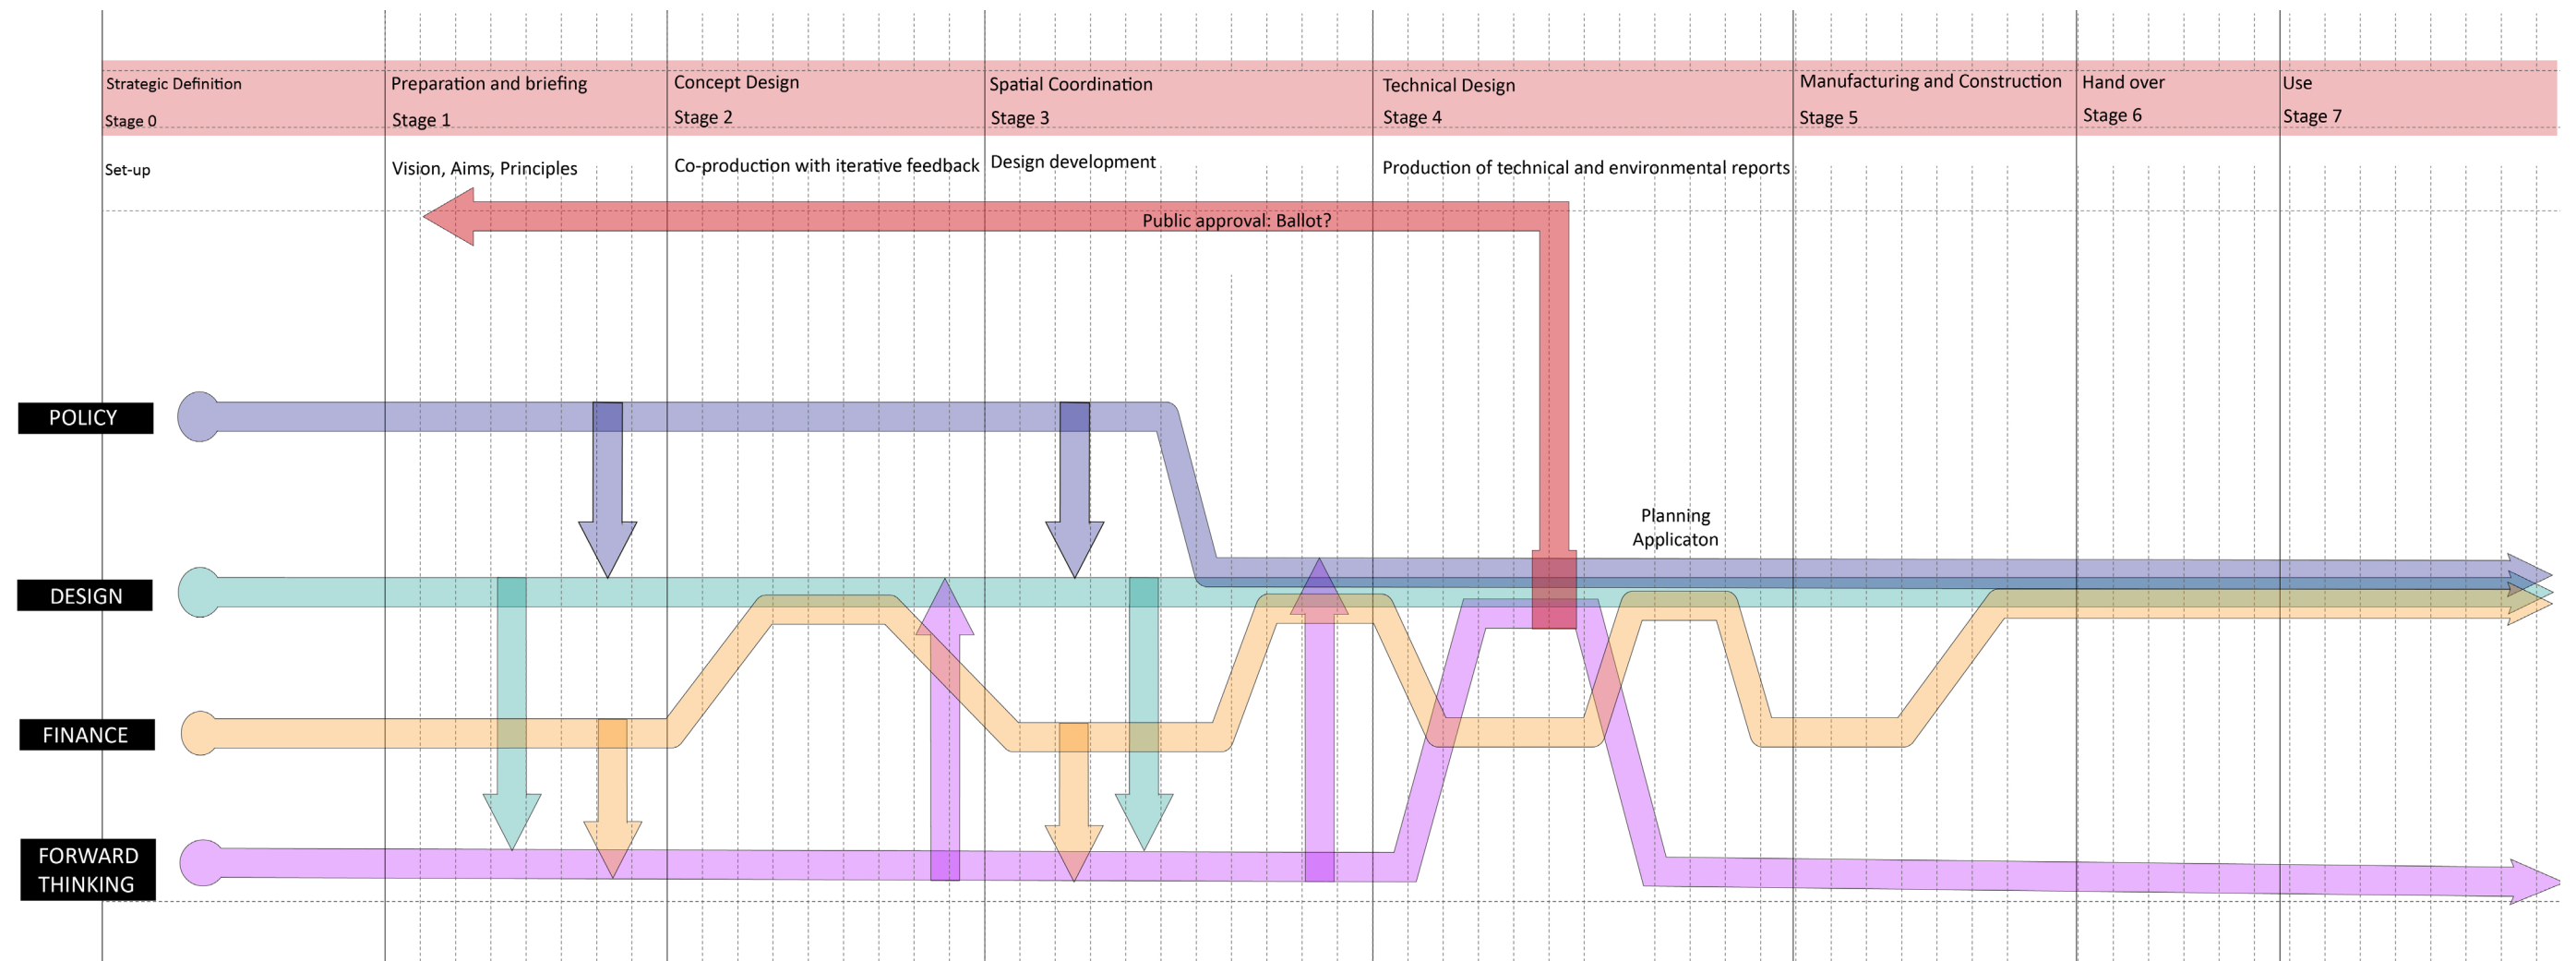 Strategic Definition
Stage 0
Preparation and briefing
Stage 1
Concept Design
Stage 2
Spatial Coordination
Stage 3
Technical Design
Stage 4
Manufacturing and Construction
Stage 5
Hand over
Stage 6
Use
Stage 7
Set-up
Vision, Aims, Principles
Co-production with iterative feedback
Design development
Production of technical and environmental reports
Public approval: Ballot?
POLICY
Planning
Applicaton
DESIGN
FINANCE
FORWARD
THINKING